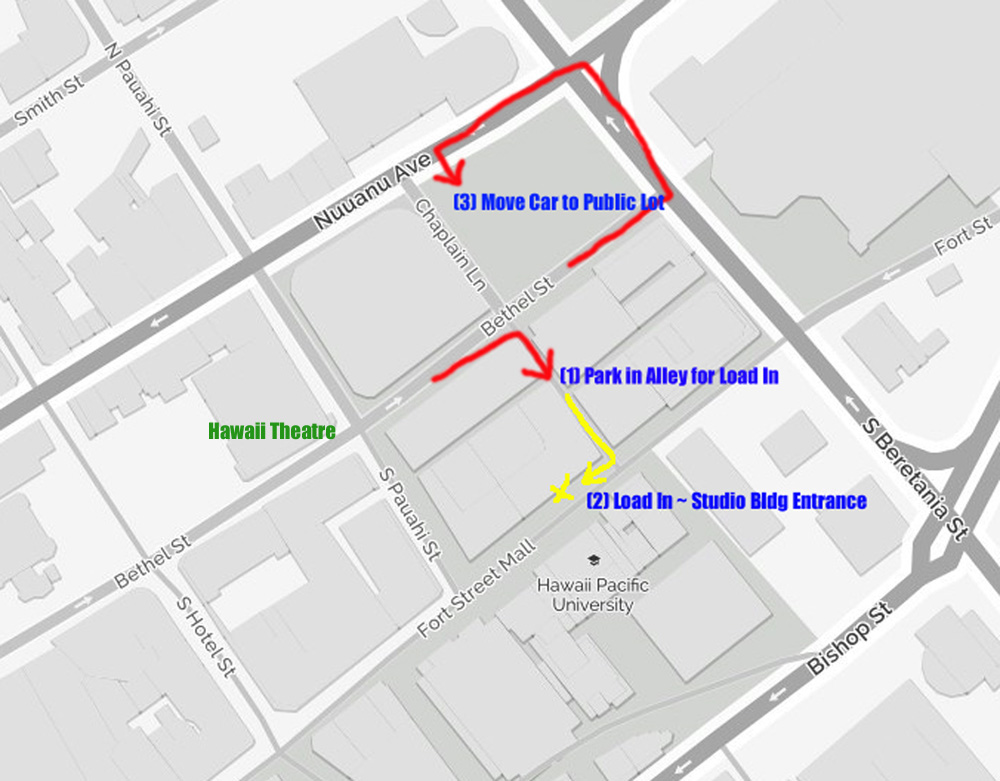 N Pauahi St
Smith St
Nuuanu Ave
(3) Move Car to Public Lot
Chaplain Ln
Fort St
Bethel St
(1) Park in Alley for Load In
Hawaii Theatre
S Beretania St
S Pauahi St
(2) Load In ~ Studio Bldg Entrance
Bethel St
Fort Street Mall
Hawaii Pacific
University
S Hotel St
Bishop St